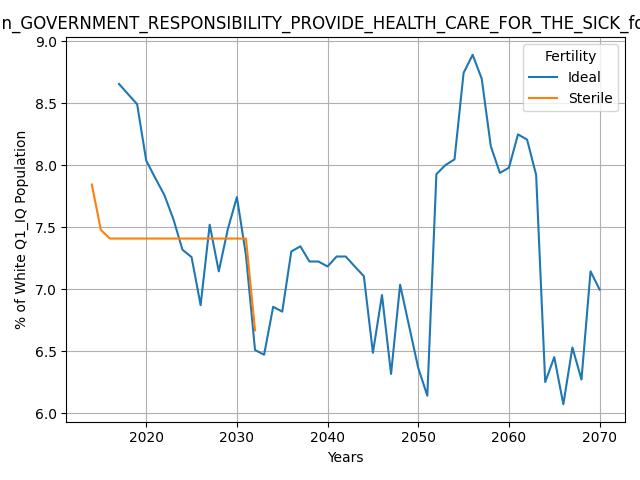 n_GOVERNMENT_RESPONSIBILITY_PROVIDE_HEALTH_CARE_FOR_THE_SICK_fo
Fertility
Ideal
Sterile
% of White Q1_IQ Population
9.0
8.5
8.0
7.5
7.0
6.5
6.0
2020 2030 2040 2050 2060 2070
Years